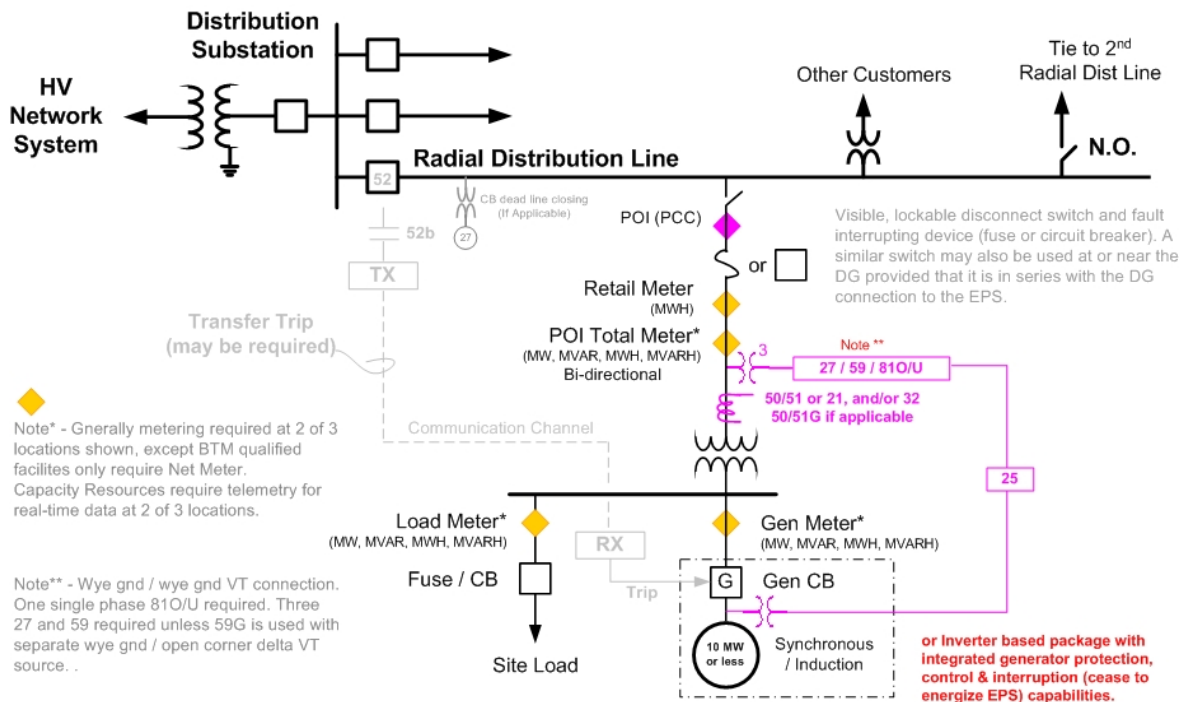 Distribution
Substation
HV
Network
System
Other Customers
Tie to 2nd
Radial Dist Line
N.O.
Radial Distribution Line
52
CB dead line closing
(If Applicable)
27
52b
TX
POI (PCC)
Visible, lockable disconnect switch and fault
interrupting device (fuse or circuit breaker). A
similar switch may also be used at or near the
DG provided that it is in series with the DG
connection to the EPS.
or
Retail Meter
(MWH)
Transfer Trip
(may be required)
POI Total Meter*
(MW, MVAR, MWH, MVARH)
Bi-directional
3
Note **
27 / 59 / 81O/U
50/51 or 21, and/or 32
50/51G if applicable
Note* - Gnerally metering required at 2 of 3
locations shown, except BTM qualified
facilites only require Net Meter.
Capacity Resources require telemetry for
real-time data at 2 of 3 locations.
Communication Channel
25
Load Meter*
(MW, MVAR, MWH, MVARH)
Gen Meter*
(MW, MVAR, MWH, MVARH)
RX
Fuse / CB
Trip
G
Gen CB
Note** - Wye gnd / wye gnd VT connection.
One single phase 81O/U required. Three
27 and 59 required unless 59G is used with
separate wye gnd / open corner delta VT
source. .
10 MW
or less
Synchronous
/ Induction
Site Load
or Inverter based package with
integrated generator protection,
control & interruption (cease to
energize EPS) capabilities.